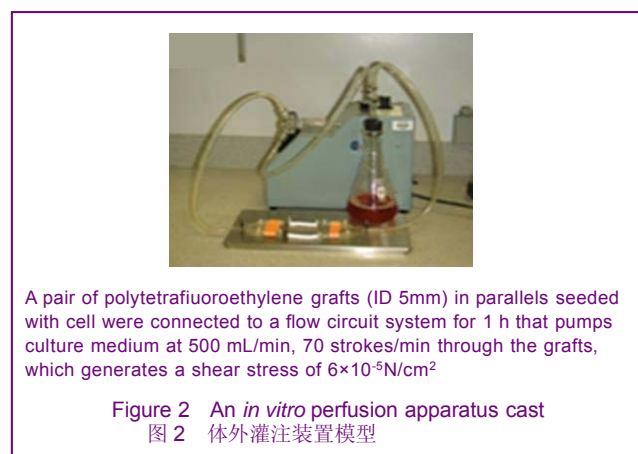 A pair of polytetrafiuoroethylene grafts (ID 5mm) in parallels seeded
with cell were connected to a flow circuit system for 1 h that pumps
culture medium at 500 mL/min, 70 strokes/min through the grafts,
which generates a shear stress of 6×10⁻⁵N/cm²
Figure 2 An in vitro perfusion apparatus cast
图 2 体外灌注装置模型